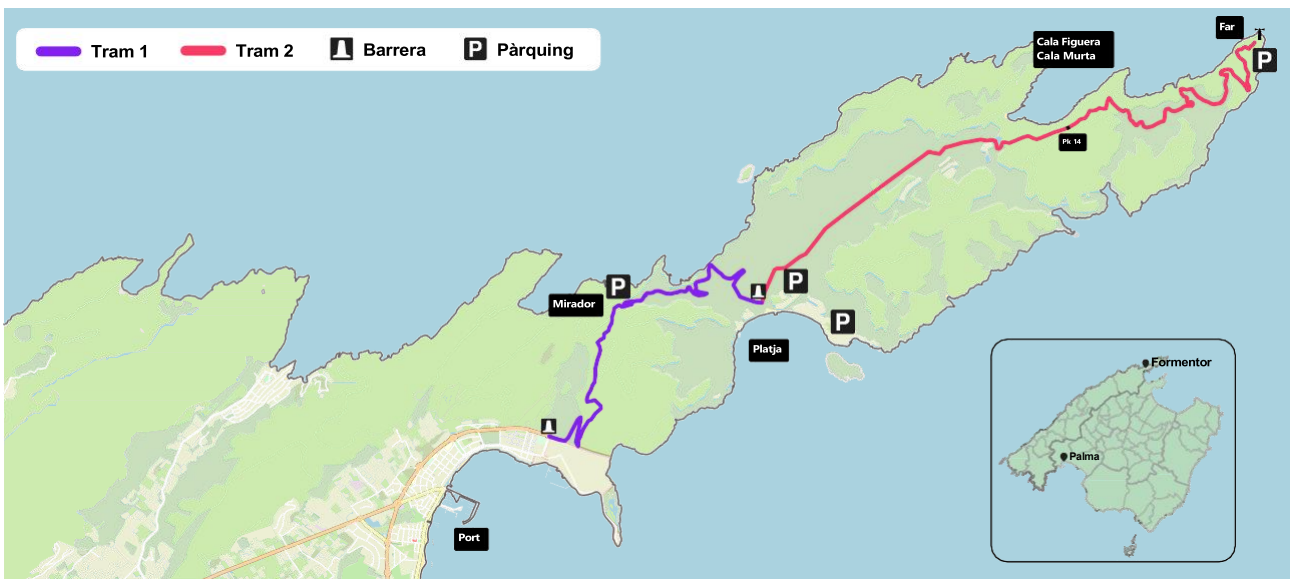 Tram 1
Tram 2
Barrera
P Pàrquing
Far
P
Cala Figuera
Cala Murta
Pk 14
P
Mirador
P
P
Platja
Formentor
Palma
Port